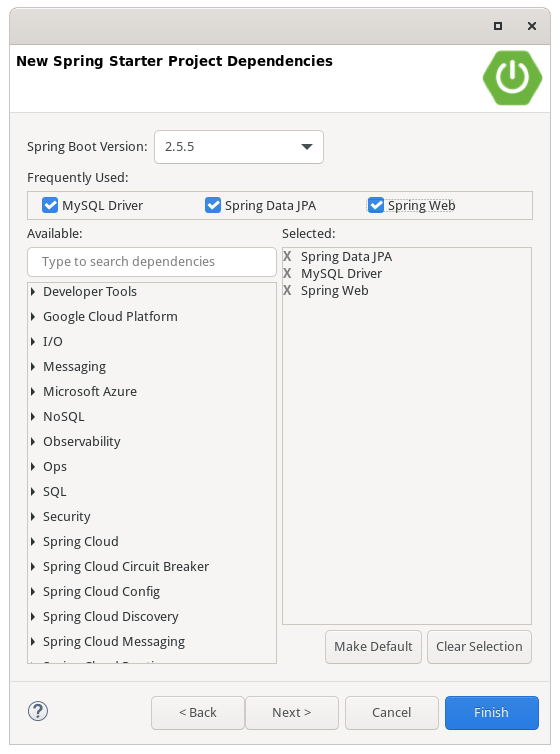 New Spring Starter Project Dependencies
Spring Boot Version: 2.5.5
Frequently Used:
MySQL Driver Spring Data JPA Spring Web
Available: Selected:
Type to search dependencies
Developer Tools
Google Cloud Platform
I/O
Messaging
Microsoft Azure
NoSQL
Observability
Ops
SQL
Security
Spring Cloud
Spring Cloud Circuit Breaker
Spring Cloud Config
Spring Cloud Discovery
Spring Cloud Messaging
X Spring Data JPA
X MySQL Driver
X Spring Web
Make Default Clear Selection
? < Back Next > Cancel Finish